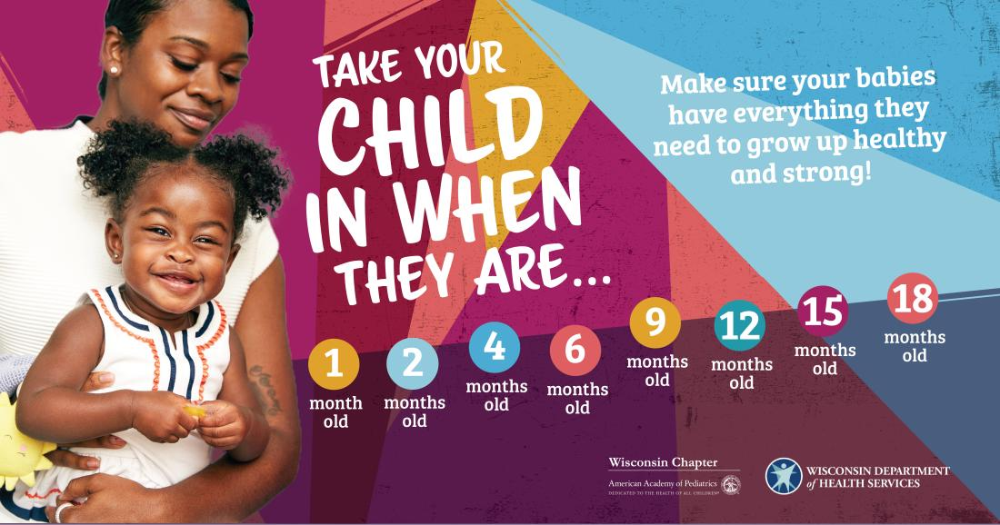 TAKE YOUR
CHILD
IN WHEN
THEY ARE...
Make sure your babies
have everything they
need to grow up healthy
and strong!
1
month
old
2
months
old
4
months
old
6
months
old
9
months
old
12
months
old
15
months
old
18
months
old
Wisconsin Chapter
American Academy of Pediatrics
DEDICATED TO THE HEALTH OF ALL CHILDREN®
WISCONSIN DEPARTMENT
of HEALTH SERVICES